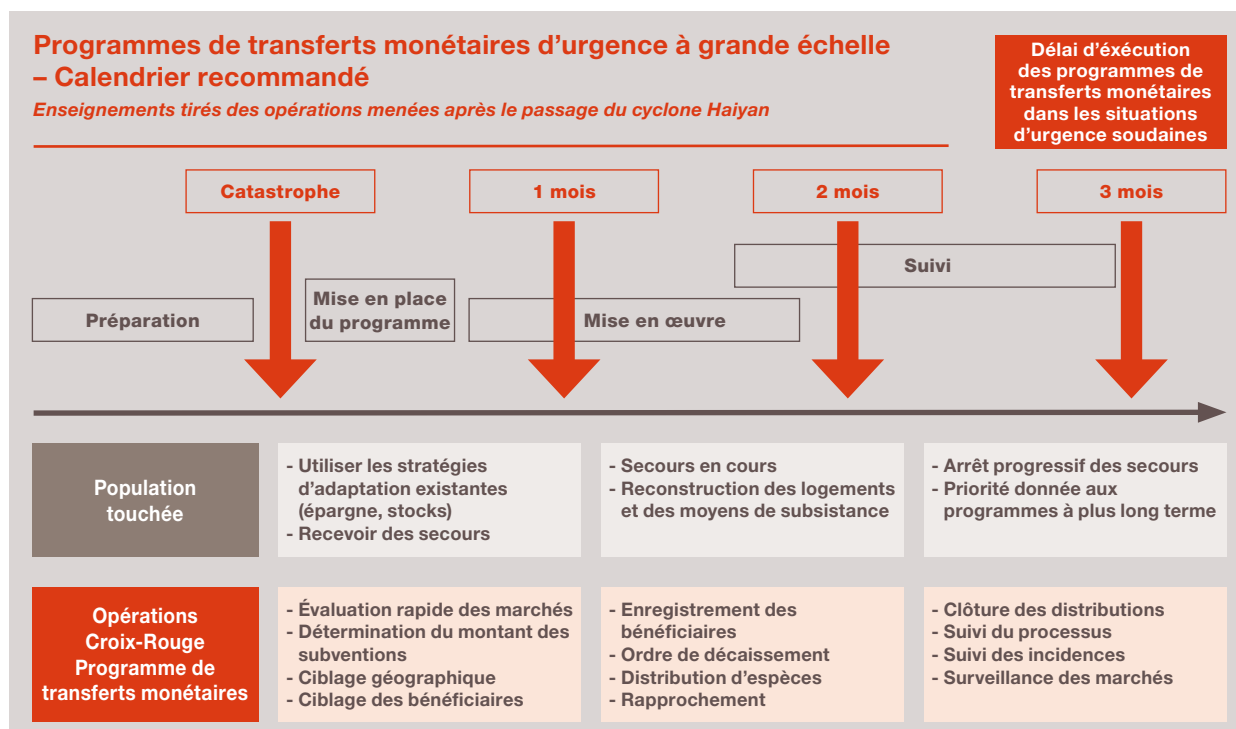 Programmes de transferts monétaires d'urgence à grande échelle
– Calendrier recommandé
Enseignements tirés des opérations menées après le passage du cyclone Haiyan
Délai d'éxécution
des programmes de
transferts monétaires
dans les situations
d'urgence soudaines
Catastrophe
1 mois
2 mois
3 mois
Suivi
Mise en place
du programme
Préparation
Mise en œuvre
Population
touchée
- Utiliser les stratégies
d'adaptation existantes
(épargne, stocks)
- Recevoir des secours
- Secours en cours
- Reconstruction des logements
et des moyens de subsistance
- Arrêt progressif des secours
- Priorité donnée aux
programmes à plus long terme
Opérations
Croix-Rouge
Programme de
transferts monétaires
- Évaluation rapide des marchés
- Détermination du montant des
subventions
- Ciblage géographique
- Ciblage des bénéficiaires
- Enregistrement des
bénéficiaires
- Ordre de décaissement
- Distribution d'espèces
- Rapprochement
- Clôture des distributions
- Suivi du processus
- Suivi des incidences
- Surveillance des marchés